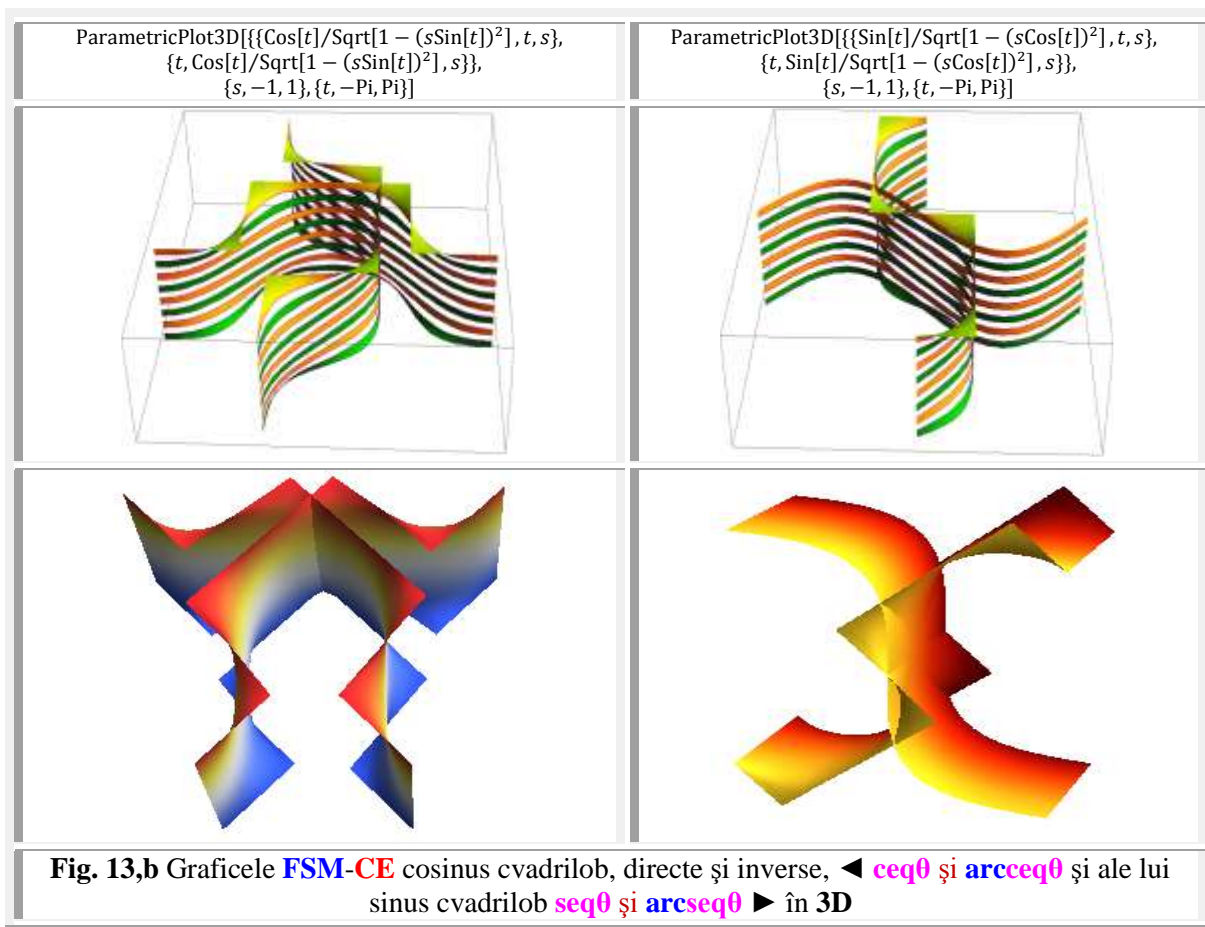 ParametricPlot3D[{{Cos[𝑡]/Sqrt[1 − (𝑠Sin[𝑡])²], 𝑡, 𝑠},
{𝑡, Cos[𝑡]/Sqrt[1 − (𝑠Sin[𝑡])²], 𝑠}},
{𝑠, −1, 1}, {𝑡, −Pi, Pi}]
ParametricPlot3D[{{Sin[𝑡]/Sqrt[1 − (𝑠Cos[𝑡])²], 𝑡, 𝑠},
{𝑡, Sin[𝑡]/Sqrt[1 − (𝑠Cos[𝑡])²], 𝑠}},
{𝑠, −1, 1}, {𝑡, −Pi, Pi}]
Fig. 13,b Graficele FSM-CE cosinus cvadrilob, directe şi inverse, ◄ ceqθ şi arcceqθ şi ale lui
sinus cvadrilob seqθ şi arcseqθ ► în 3D